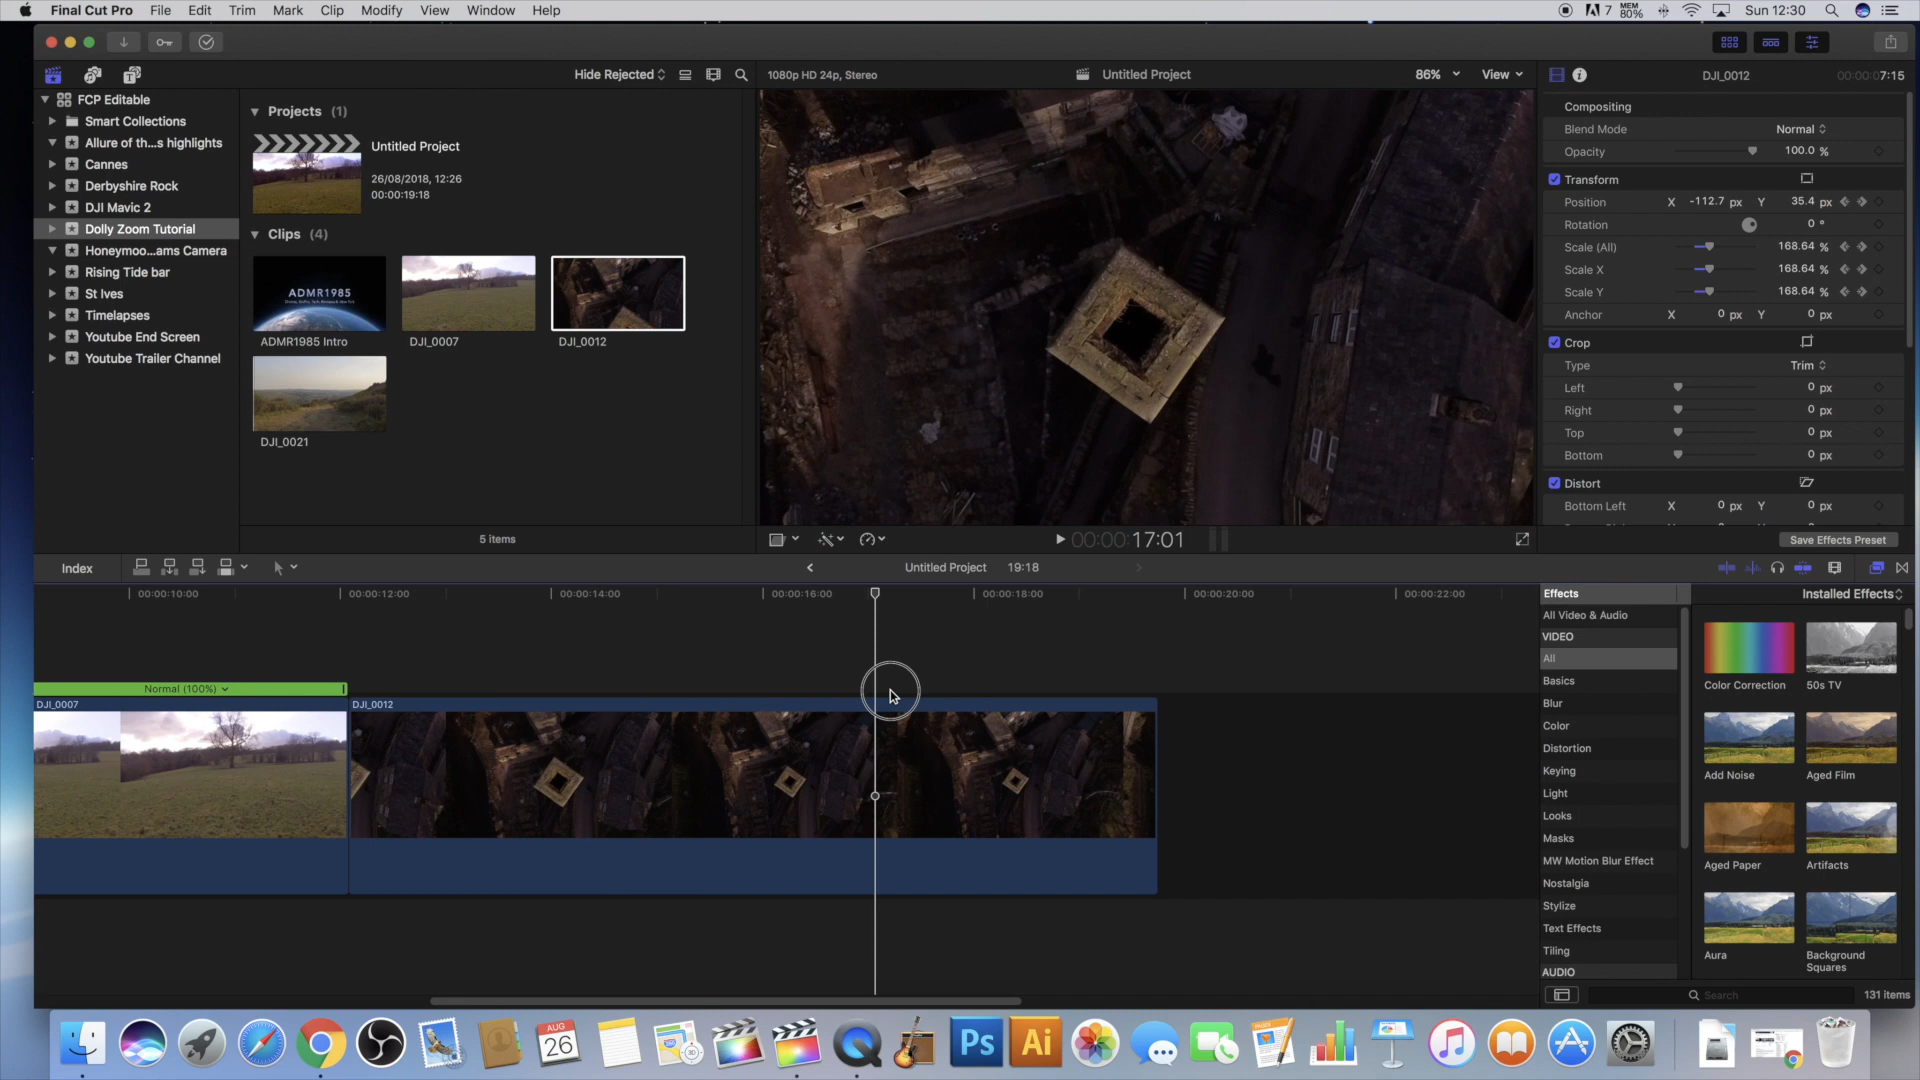 Final Cut Pro File Edit Trim Mark Clip Modify View Window Help
7 MEM 80% Sun 12:30
Hide Rejected
1080p HD 24p, Stereo Untitled Project 86% View
DJI_0012 00:00:07:15
FCP Editable
Smart Collections
Allure of th...s highlights
Cannes
Derbyshire Rock
DJI Mavic 2
Dolly Zoom Tutorial
Honeymoo...ams Camera
Rising Tide bar
St Ives
Timelapses
Youtube End Screen
Youtube Trailer Channel
Projects (1)
Untitled Project
26/08/2018, 12:26
00:00:19:18
Clips (4)
ADMR1985
ADMR1985 Intro
DJI_0007
DJI_0012
DJI_0021
5 items
00:00:00:17:01
Compositing
Blend Mode Normal
Opacity 100.0 %
Transform
Position X -112.7 px Y 35.4 px
Rotation 0 °
Scale (All) 168.64 %
Scale X 168.64 %
Scale Y 168.64 %
Anchor X 0 px Y 0 px
Crop
Type Trim
Left 0 px
Right 0 px
Top 0 px
Bottom 0 px
Distort
Bottom Left X 0 px Y 0 px
Save Effects Preset
Index
Untitled Project 19:18
00:00:10:00 00:00:12:00 00:00:14:00 00:00:16:00 00:00:18:00 00:00:20:00 00:00:22:00
Normal (100%)
DJI_0007
DJI_0012
Effects
All Video & Audio
VIDEO
All
Basics
Blur
Color
Distortion
Keying
Light
Looks
Masks
MW Motion Blur Effect
Nostalgia
Stylize
Text Effects
Tiling
AUDIO
Installed Effects
Color Correction
50s TV
Add Noise
Aged Film
Aged Paper
Artifacts
Aura
Background
Squares
Search
131 items
AUG
26
Ps
Ai
PAGES